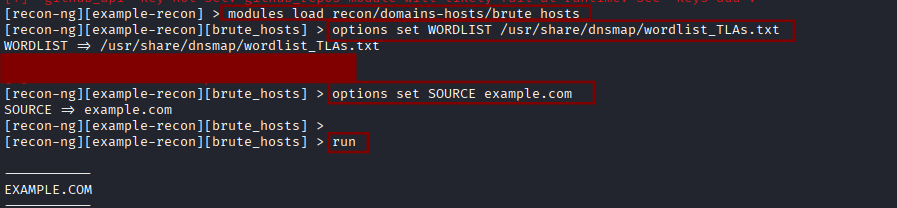 [recon-ng][example-recon] > modules load recon/domains-hosts/brute_hosts
[recon-ng][example-recon][brute_hosts] > options set WORDLIST /usr/share/dnsmap/wordlist_TLAs.txt
WORDLIST => /usr/share/dnsmap/wordlist_TLAs.txt
[recon-ng][example-recon][brute_hosts] > options set SOURCE example.com
SOURCE => example.com
[recon-ng][example-recon][brute_hosts] >
[recon-ng][example-recon][brute_hosts] > run
-----------
EXAMPLE.COM
-----------